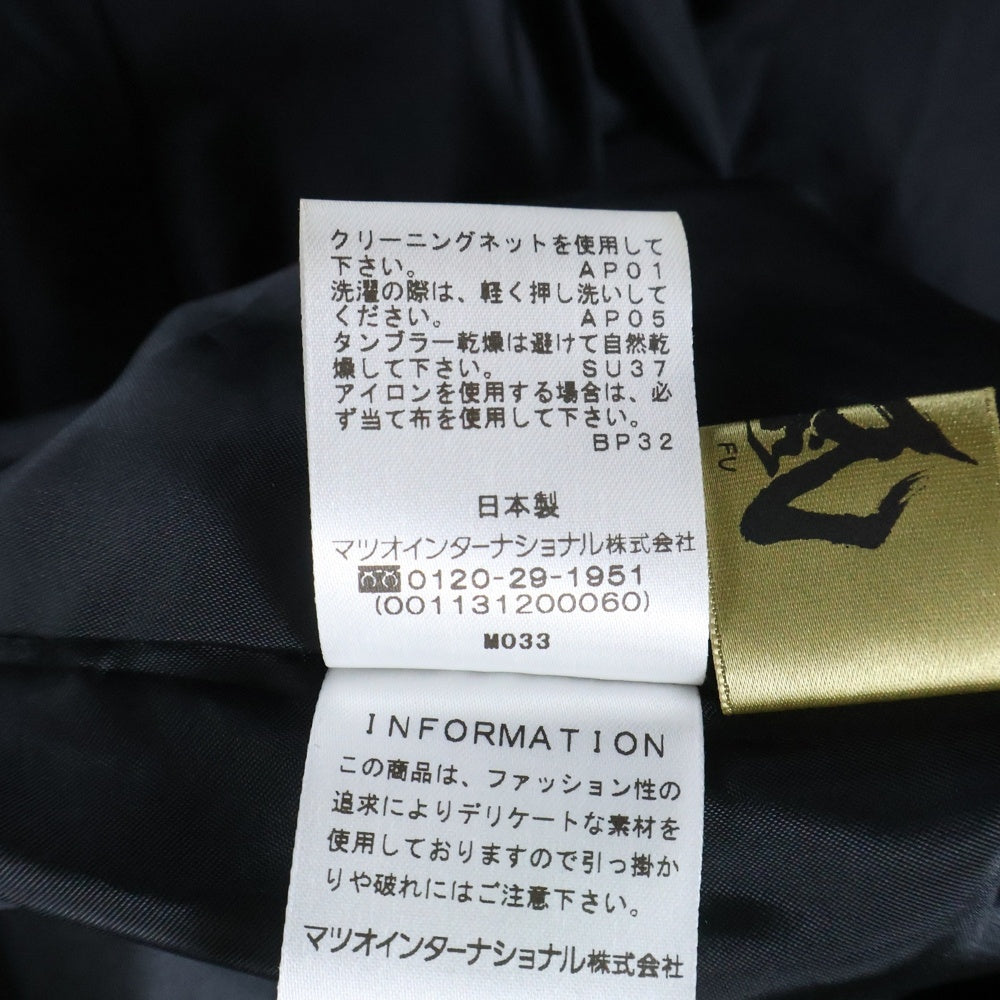 クリーニングネットを使用して
下さい。 AP01
洗濯の際は、軽く押し洗いして
ください。 AP05
タンブラー乾燥は避けて自然乾
燥して下さい。 SU37
アイロンを使用する場合は、必
ず当て布を使用して下さい。
BP32
日本製
マツオインターナショナル株式会社
0120-29-1951
(001131200060)
M033
FU
INFORMATION
この商品は、ファッション性の
追求によりデリケートな素材を
使用しておりますので引っ掛か
りや破れにはご注意下さい。
マツオインターナショナル株式会社